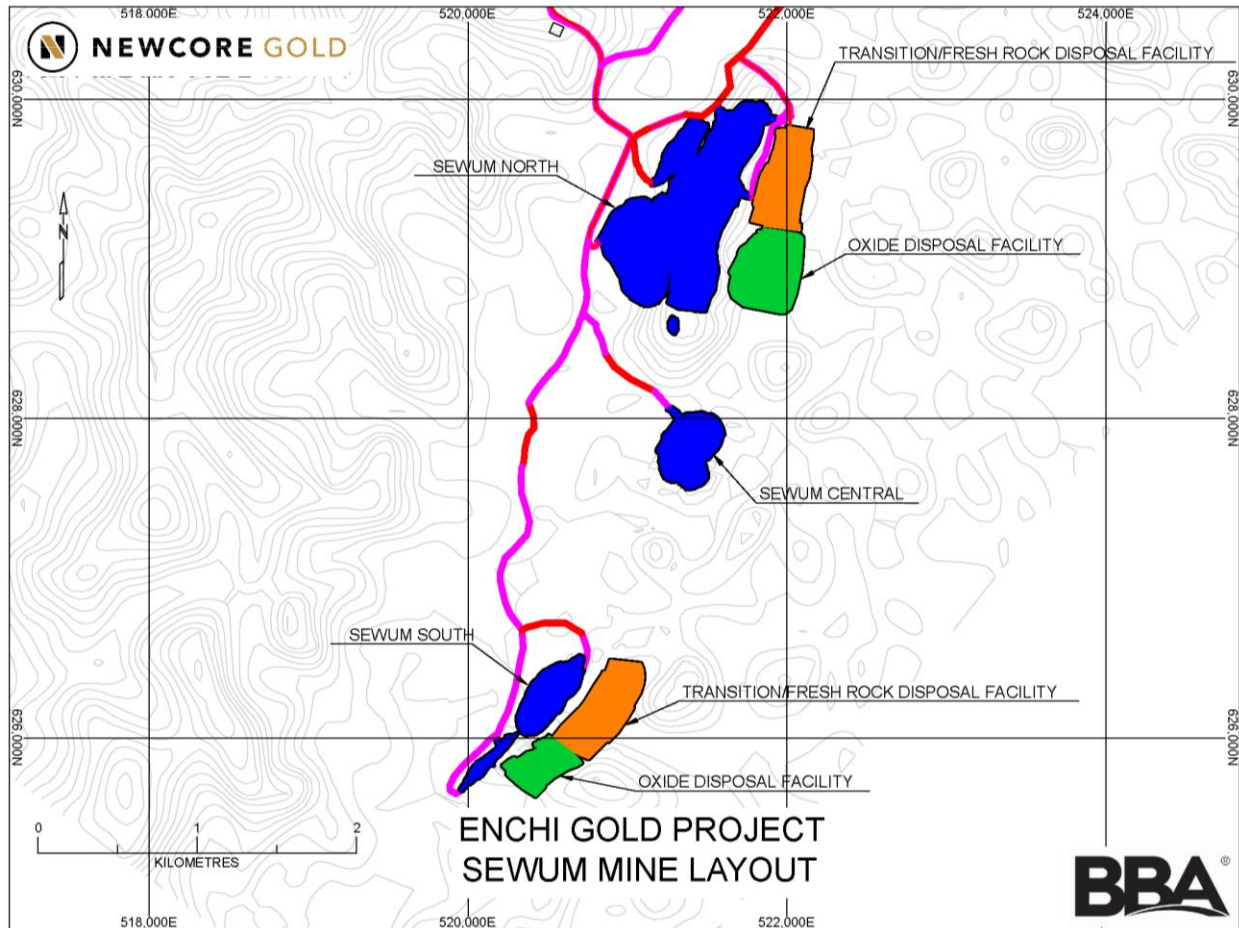 518.000E
520.000E
522.000E
524.000E
N NEWCORE GOLD
TRANSITION/FRESH ROCK DISPOSAL FACILITY
630.000N
630.000N
SEWUM NORTH
N
OXIDE DISPOSAL FACILITY
628.000N
628.000N
SEWUM CENTRAL
SEWUM SOUTH
TRANSITION/FRESH ROCK DISPOSAL FACILITY
626.000N
626.000N
OXIDE DISPOSAL FACILITY
0 1 2
KILOMETRES
ENCHI GOLD PROJECT
SEWUM MINE LAYOUT
BBA®
518.000E
520.000E
522.000E
524.000E